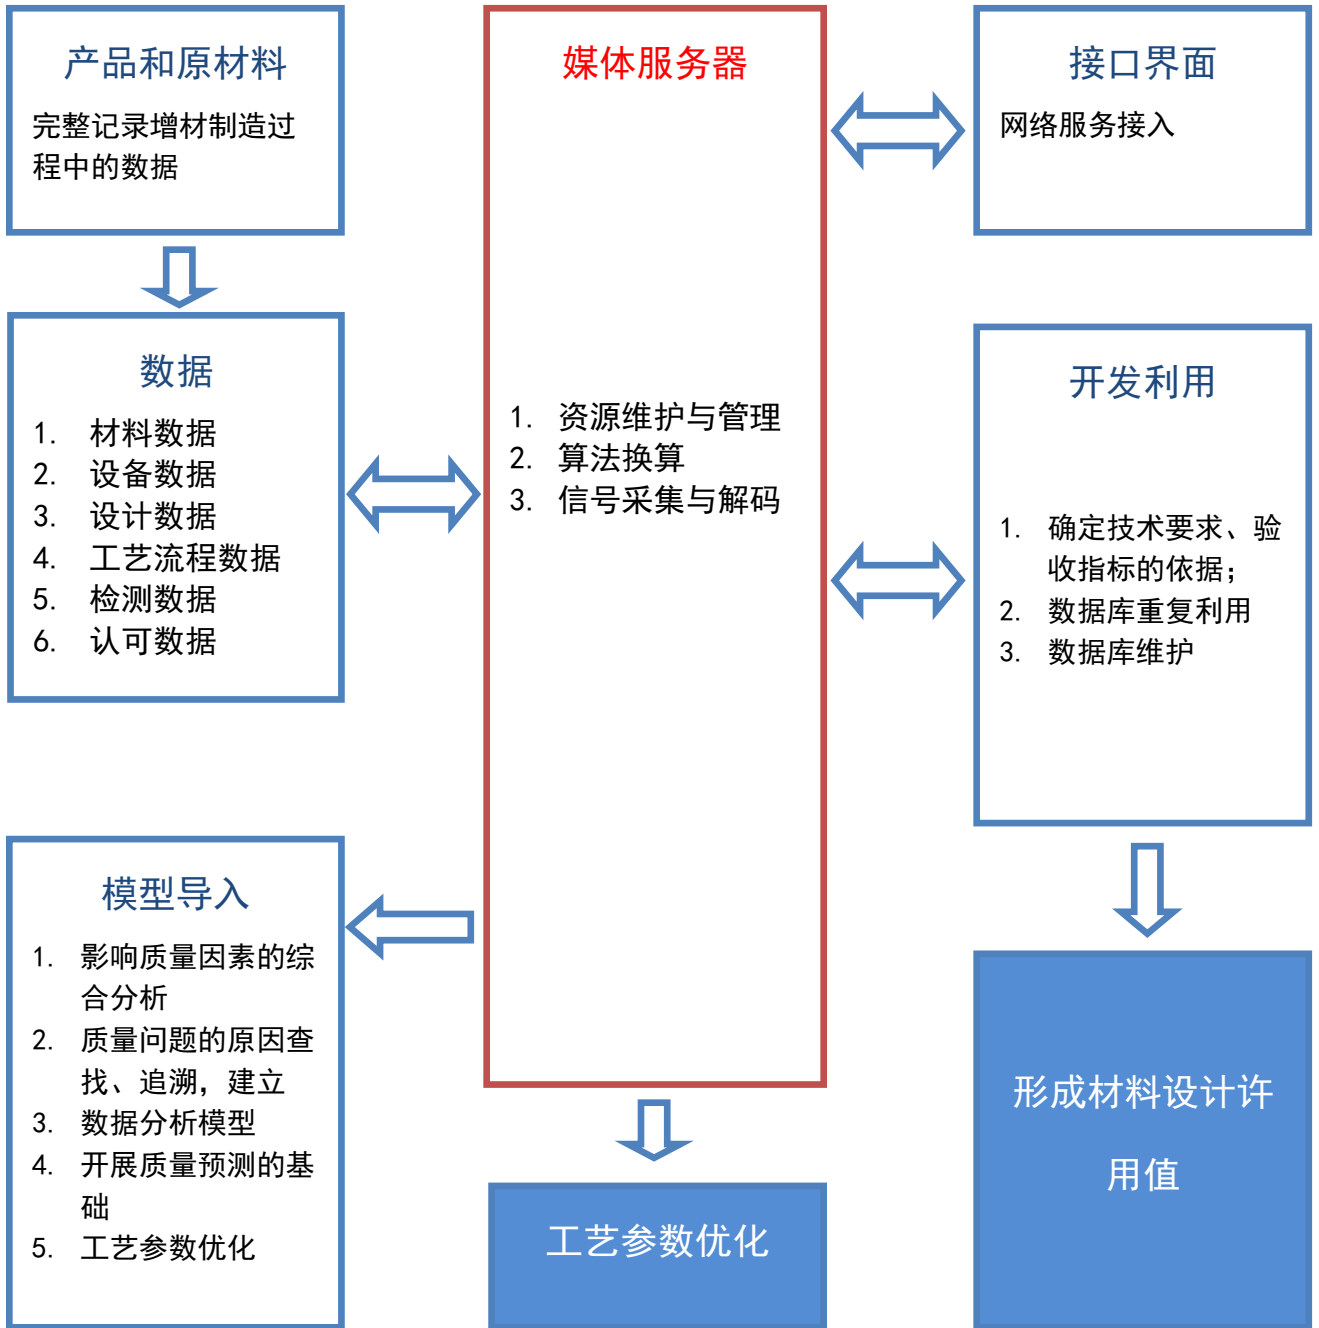 产品和原材料
完整记录增材制造过
程中的数据
数据
1. 材料数据
2. 设备数据
3. 设计数据
4. 工艺流程数据
5. 检测数据
6. 认可数据
模型导入
1. 影响质量因素的综
合分析
2. 质量问题的原因查
找、追溯，建立
3. 数据分析模型
4. 开展质量预测的基
础
5. 工艺参数优化
媒体服务器
1. 资源维护与管理
2. 算法换算
3. 信号采集与解码
工艺参数优化
接口界面
网络服务接入
开发利用
1. 确定技术要求、验
收指标的依据；
2. 数据库重复利用
3. 数据库维护
形成材料设计许
用值